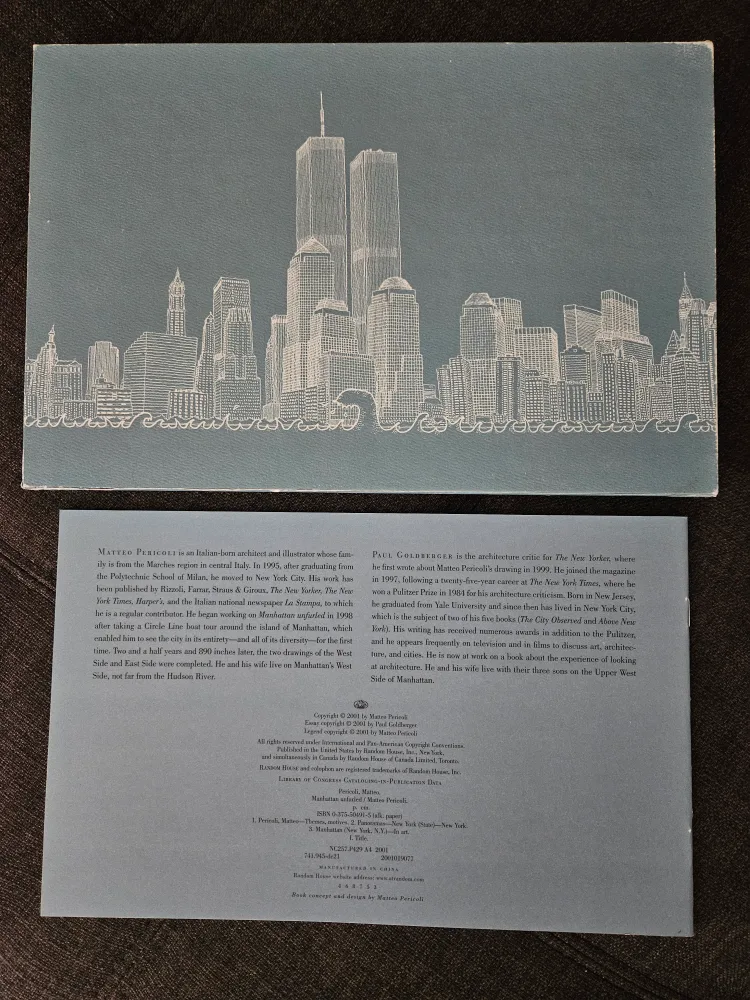 MATTEO PERICOLI is an Italian-born architect and illustrator whose fam-
ily is from the Marches region in central Italy. In 1995, after graduating from
the Polytechnic School of Milan, he moved to New York City. His work has
been published by Rizzoli, Farrar, Straus & Giroux, The New Yorker, The New
York Times, Harper's, and the Italian national newspaper La Stampa, to which
he is a regular contributor. He began working on Manhattan unfurled in 1998
after taking a Circle Line boat tour around the island of Manhattan, which
enabled him to see the city in its entirety—and all of its diversity—for the first
time. Two and a half years and 890 inches later, the two drawings of the West
Side and East Side were completed. He and his wife live on Manhattan's West
Side, not far from the Hudson River.
PAUL GOLDBERGER is the architecture critic for The New Yorker, where
he first wrote about Matteo Pericoli's drawing in 1999. He joined the magazine
in 1997, following a twenty-five-year career at The New York Times, where he
won a Pulitzer Prize in 1984 for his architecture criticism. Born in New Jersey,
he graduated from Yale University and since then has lived in New York City,
which is the subject of two of his five books (The City Observed and Above New
York). His writing has received numerous awards in addition to the Pulitzer,
and he appears frequently on television and in films to discuss art, architec-
ture, and cities. He is now at work on a book about the experience of looking
at architecture. He and his wife live with their three sons on the Upper West
Side of Manhattan.
Copyright © 2001 by Matteo Pericoli
Essay copyright © 2001 by Paul Goldberger
Legend copyright © 2001 by Matteo Pericoli
All rights reserved under International and Pan-American Copyright Conventions.
Published in the United States by Random House, Inc., New York,
and simultaneously in Canada by Random House of Canada Limited, Toronto.
RANDOM HOUSE and colophon are registered trademarks of Random House, Inc.
LIBRARY OF CONGRESS CATALOGING-IN-PUBLICATION DATA
Pericoli, Matteo.
Manhattan unfurled / Matteo Pericoli.
p. cm.
ISBN 0-375-50491-5 (alk. paper)
1. Pericoli, Matteo—Themes, motives. 2. Panoramas—New York (State)—New York.
3. Manhattan (New York, N.Y.)—In art.
I. Title.
NC257.P429 A4 2001
741.945—dc21 2001019077
MANUFACTURED IN CHINA
Random House website address: www.atrandom.com
Book concept and design by Matteo Pericoli